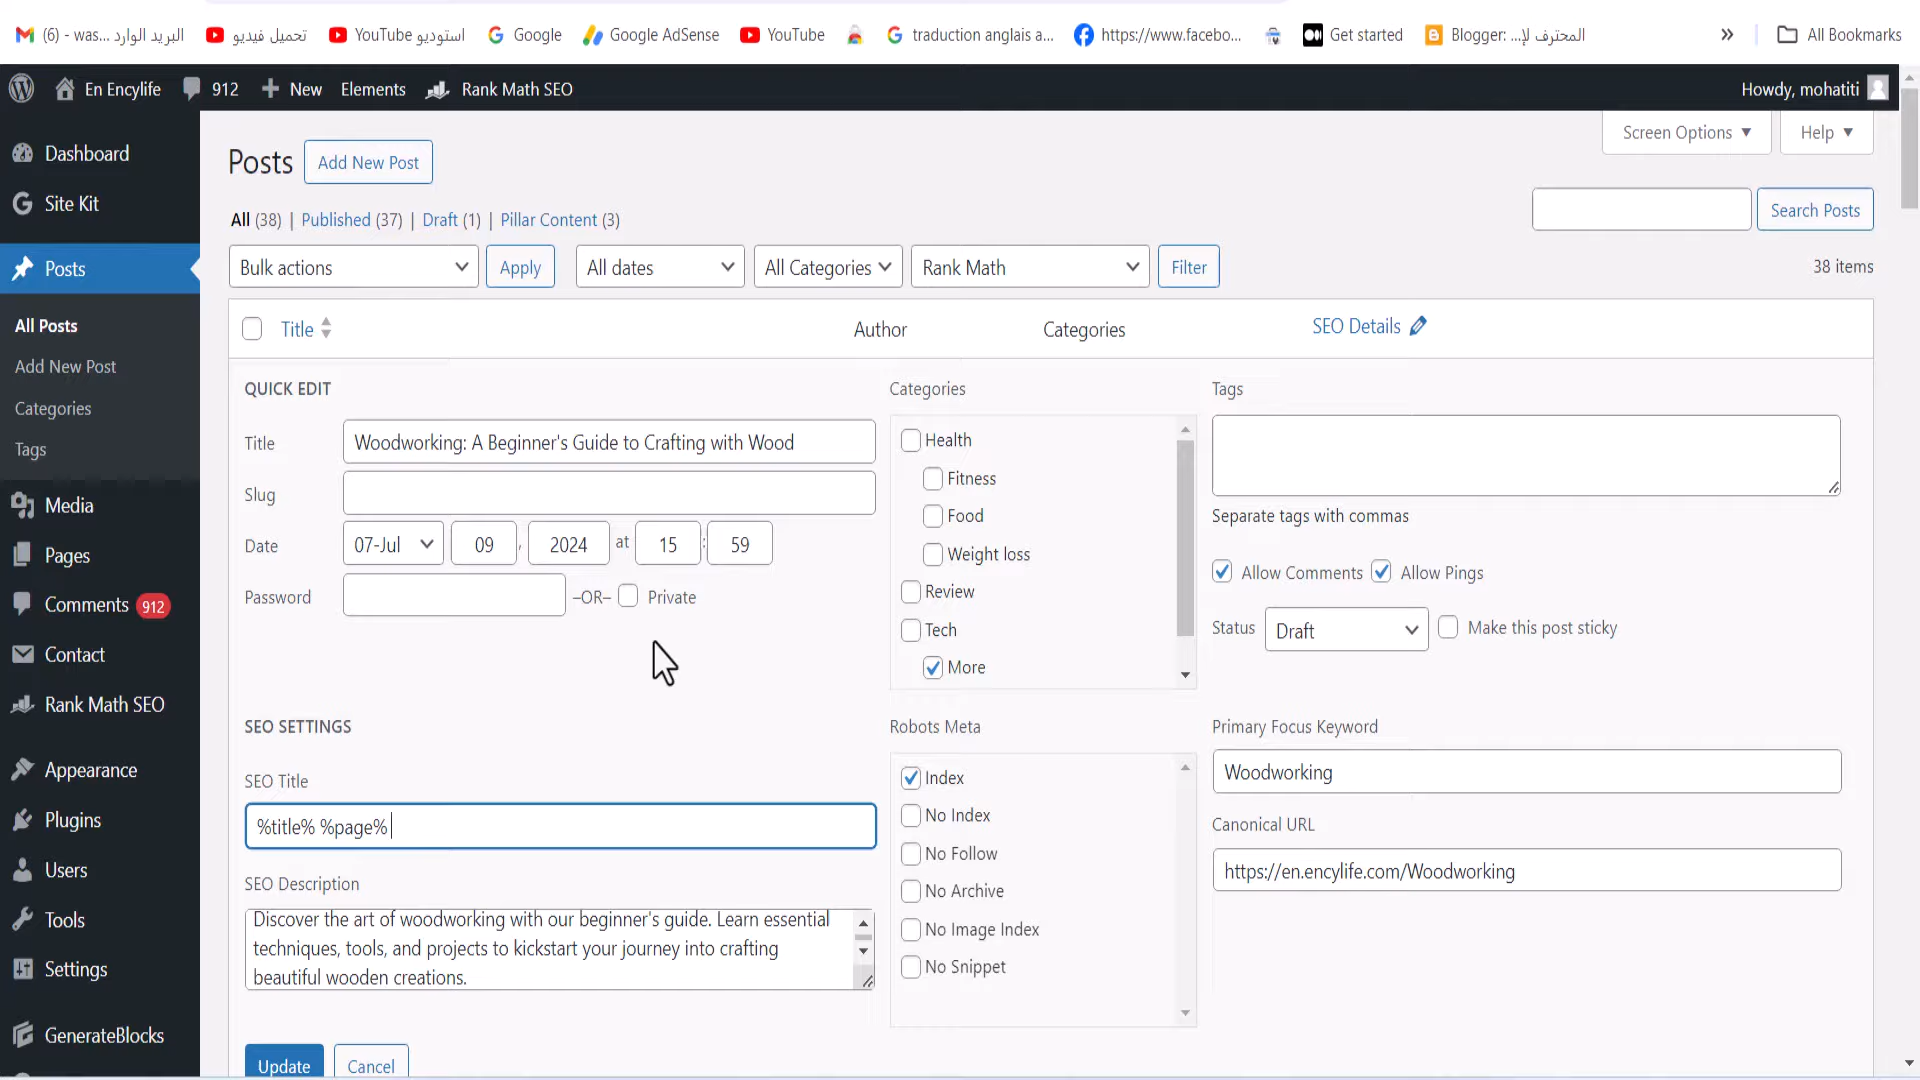 (6) - was... البريد الوارد
تحميل فيديو
YouTube استوديو
Google
Google AdSense
YouTube
traduction anglais a...
https://www.facebo...
Get started
Blogger: ...المحترف لإ
»
All Bookmarks
En Encylife
912
New
Elements
Rank Math SEO
Howdy, mohatiti
Dashboard
Site Kit
Posts
All Posts
Add New Post
Categories
Tags
Media
Pages
Comments 912
Contact
Rank Math SEO
Appearance
Plugins
Users
Tools
Settings
GenerateBlocks
Screen Options
Help
Posts
Add New Post
All (38) | Published (37) | Draft (1) | Pillar Content (3)
Search Posts
Bulk actions
Apply
All dates
All Categories
Rank Math
Filter
38 items
Title
Author
Categories
SEO Details
QUICK EDIT
Title
Woodworking: A Beginner's Guide to Crafting with Wood
Slug
Date
07-Jul
09
,
2024
at
15
:
59
Password
–OR–
Private
Categories
Health
Fitness
Food
Weight loss
Review
Tech
More
Tags
Separate tags with commas
Allow Comments
Allow Pings
Status
Draft
Make this post sticky
SEO SETTINGS
SEO Title
%title% %page%
SEO Description
Discover the art of woodworking with our beginner's guide. Learn essential
techniques, tools, and projects to kickstart your journey into crafting
beautiful wooden creations.
Robots Meta
Index
No Index
No Follow
No Archive
No Image Index
No Snippet
Primary Focus Keyword
Woodworking
Canonical URL
https://en.encylife.com/Woodworking
Update
Cancel